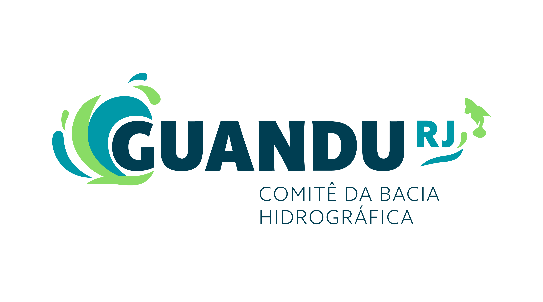 GUANDU RJ
COMITÊ DA BACIA
HIDROGRÁFICA